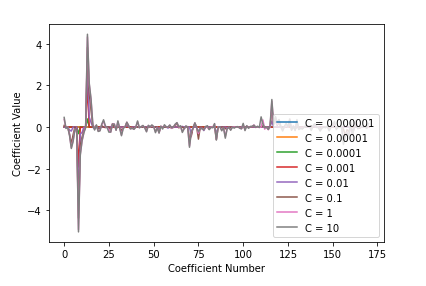 4
2
0
−2
−4
Coefficient Value
C = 0.000001
C = 0.00001
C = 0.0001
C = 0.001
C = 0.01
C = 0.1
C = 1
C = 10
0 25 50 75 100 125 150 175
Coefficient Number